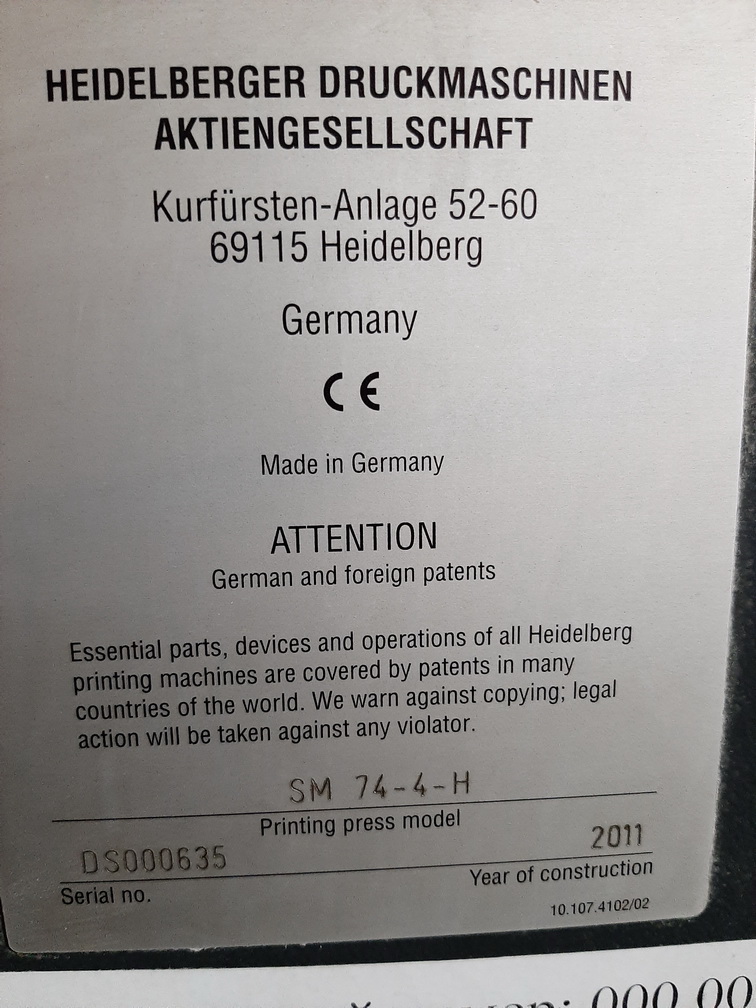 HEIDELBERGER DRUCKMASCHINEN
AKTIENGESELLSCHAFT
Kurfürsten-Anlage 52-60
69115 Heidelberg
Germany
CE
Made in Germany
ATTENTION
German and foreign patents
Essential parts, devices and operations of all Heidelberg
printing machines are covered by patents in many
countries of the world. We warn against copying; legal
action will be taken against any violator.
SM 74-4-H
Printing press model
DS000635
2011
Serial no.
Year of construction
10.107.4102/02